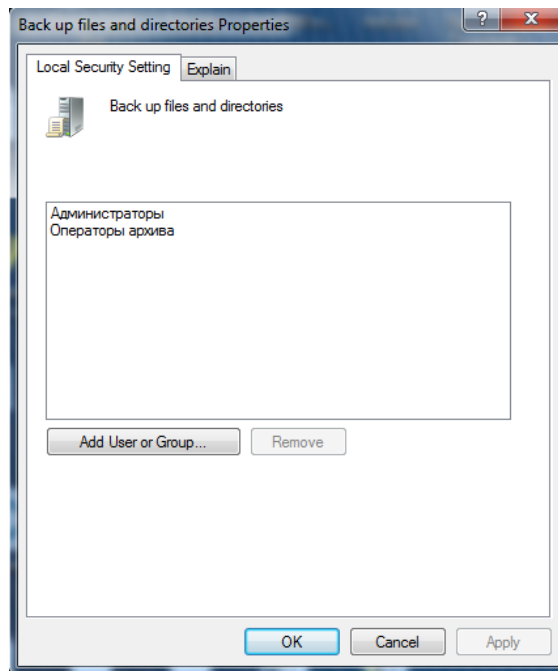 Back up files and directories Properties
?
X
Local Security Setting
Explain
Back up files and directories
Администраторы
Операторы архива
Add User or Group...
Remove
OK
Cancel
Apply